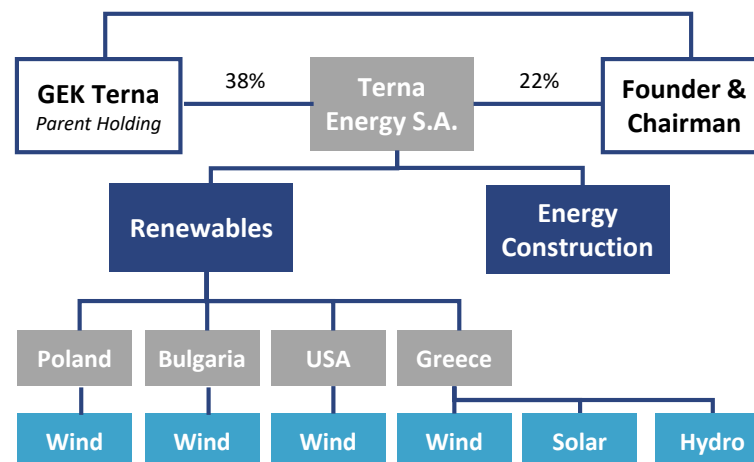 GEK Terna
Parent Holding
38%
Terna
Energy S.A.
22%
Founder &
Chairman
Renewables
Energy
Construction
Poland
Bulgaria
USA
Greece
Wind
Wind
Wind
Wind
Solar
Hydro